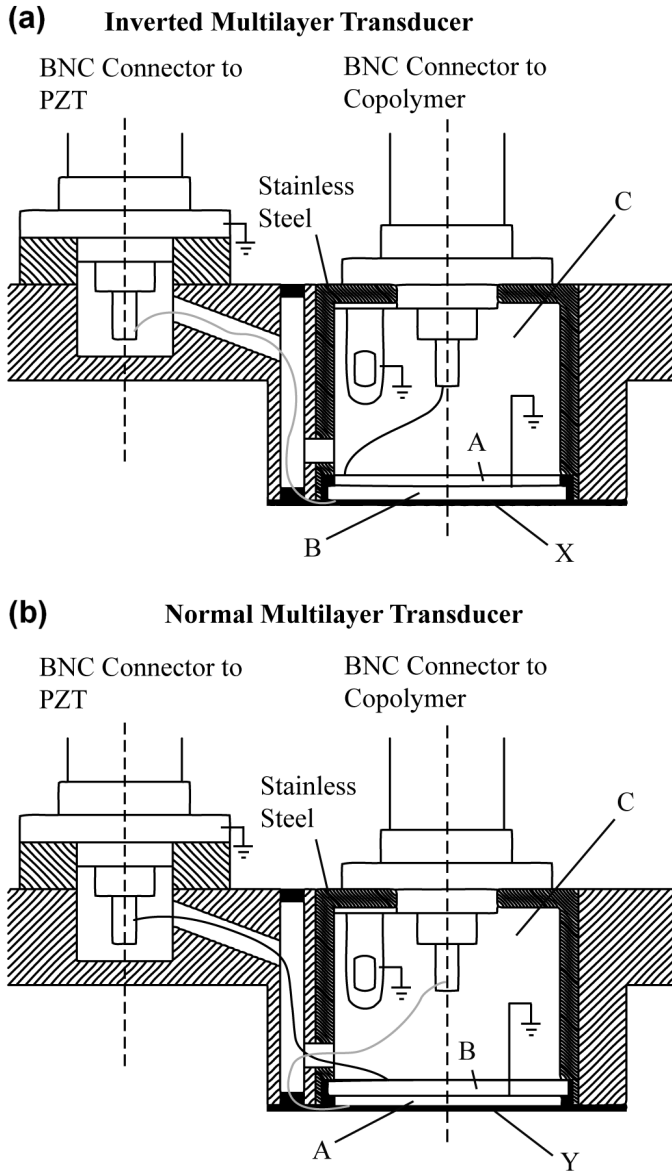 (a) Inverted Multilayer Transducer
BNC Connector to
PZT
BNC Connector to
Copolymer
Stainless
Steel
C
A
B
X
(b) Normal Multilayer Transducer
BNC Connector to
PZT
BNC Connector to
Copolymer
Stainless
Steel
C
B
A
Y